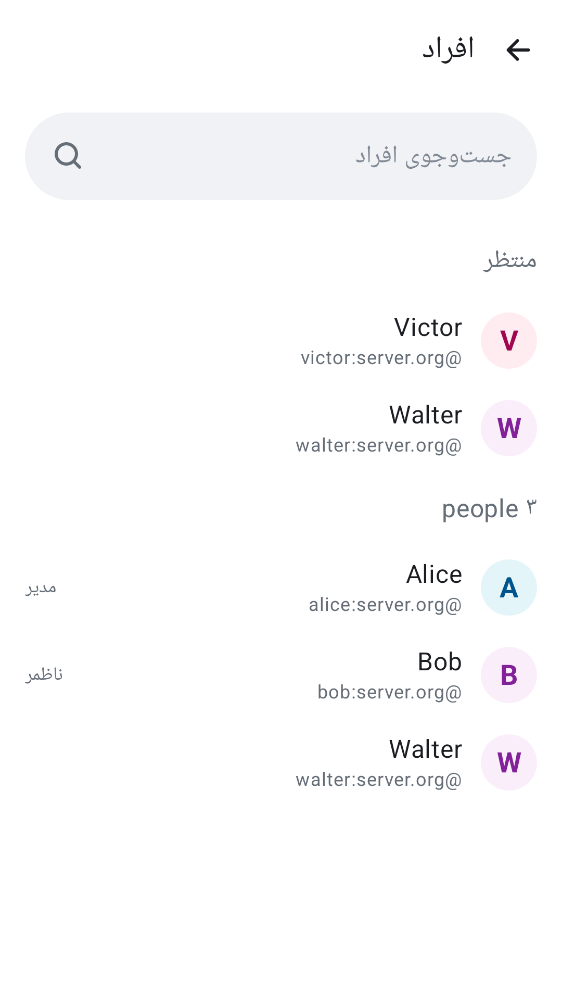 افراد
جست‌وجوی افراد
منتظر
V
Victor
@victor:server.org
W
Walter
@walter:server.org
۳ people
A
Alice
@alice:server.org
مدیر
B
Bob
@bob:server.org
ناظم
W
Walter
@walter:server.org